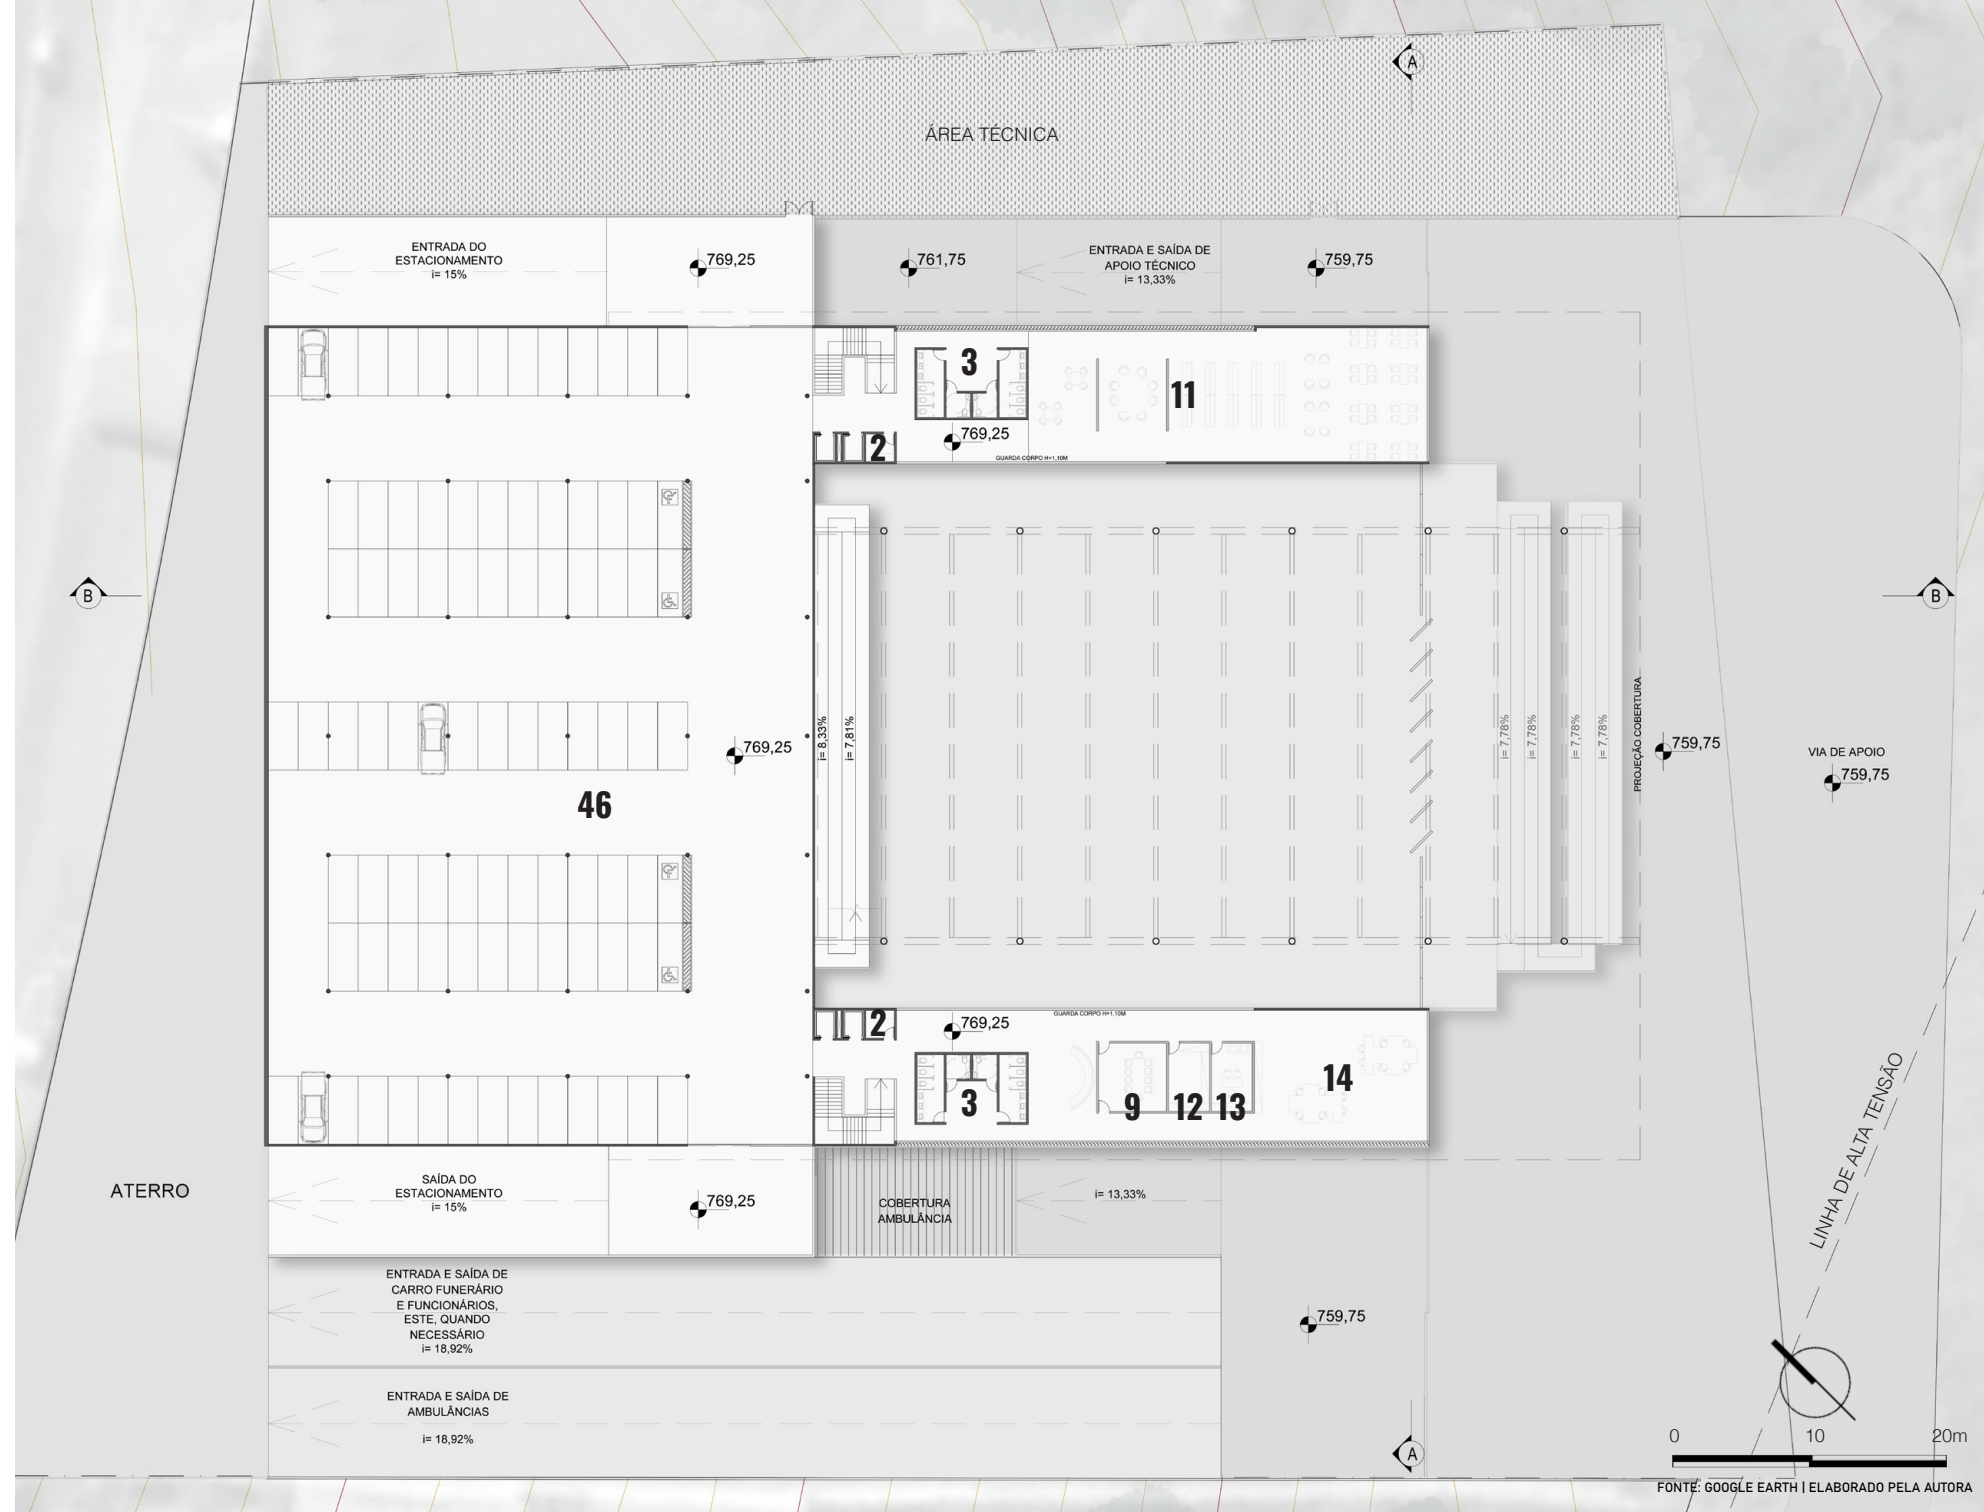 A
ÁREA TÉCNICA
ENTRADA DO
ESTACIONAMENTO
i= 15%
769,25
761,75
ENTRADA E SAÍDA DE
APOIO TÉCNICO
i= 13,33%
759,75
3
11
2
769,25
GUARDA CORPO H=1,10M
B
B
i= 8,33%
i= 7,81%
i= 7,78%
i= 7,78%
i= 7,78%
i= 7,78%
PROJEÇÃO COBERTURA
769,25
759,75
VIA DE APOIO
759,75
46
2
769,25
GUARDA CORPO H=1.10M
3
9
12
13
14
LINHA DE ALTA TENSÃO
ATERRO
SAÍDA DO
ESTACIONAMENTO
i= 15%
769,25
COBERTURA
AMBULÂNCIA
i= 13,33%
ENTRADA E SAÍDA DE
CARRO FUNERÁRIO
E FUNCIONÁRIOS,
ESTE, QUANDO
NECESSÁRIO
i= 18,92%
759,75
ENTRADA E SAÍDA DE
AMBULÂNCIAS
i= 18,92%
A
0 10 20m
FONTE: GOOGLE EARTH | ELABORADO PELA AUTORA